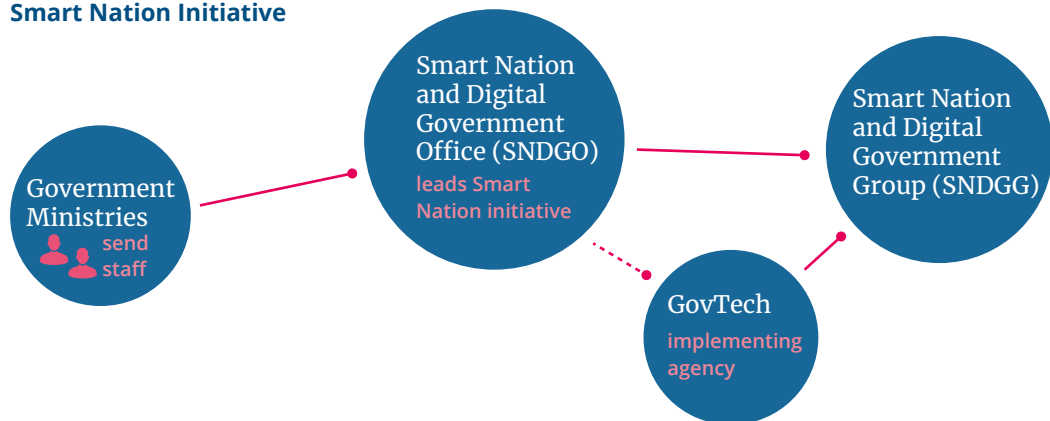 Smart Nation Initiative
Government
Ministries
send
staff
Smart Nation
and Digital
Government
Office (SNDGO)
leads Smart
Nation initiative
GovTech
implementing
agency
Smart Nation
and Digital
Government
Group (SNDGG)